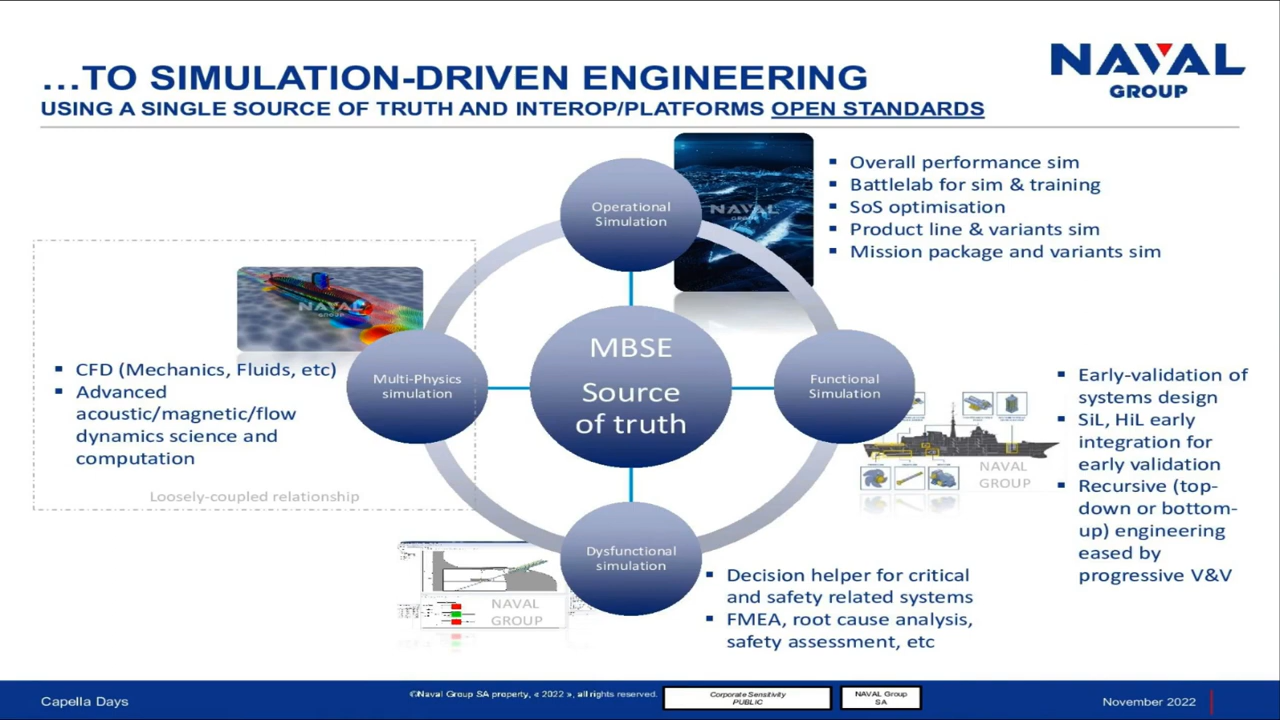 …TO SIMULATION-DRIVEN ENGINEERING
USING A SINGLE SOURCE OF TRUTH AND INTEROP/PLATFORMS OPEN STANDARDS
NAVAL
GROUP
Operational
Simulation
NAVAL
GROUP
▪ Overall performance sim
▪ Battlelab for sim & training
▪ SoS optimisation
▪ Product line & variants sim
▪ Mission package and variants sim
NAVAL
GROUP
▪ CFD (Mechanics, Fluids, etc)
▪ Advanced
acoustic/magnetic/flow
dynamics science and
computation
Loosely-coupled relationship
Multi-Physics
simulation
MBSE
Source
of truth
Functional
Simulation
NAVAL
GROUP
▪ Early-validation of
systems design
▪ SiL, HiL early
integration for
early validation
▪ Recursive (top-
down or bottom-
up) engineering
eased by
progressive V&V
Dysfunctional
simulation
NAVAL
GROUP
▪ Decision helper for critical
and safety related systems
▪ FMEA, root cause analysis,
safety assessment, etc
Capella Days
©Naval Group SA property, « 2022 », all rights reserved.
Corporate Sensitivity
PUBLIC
NAVAL Group
SA
November 2022